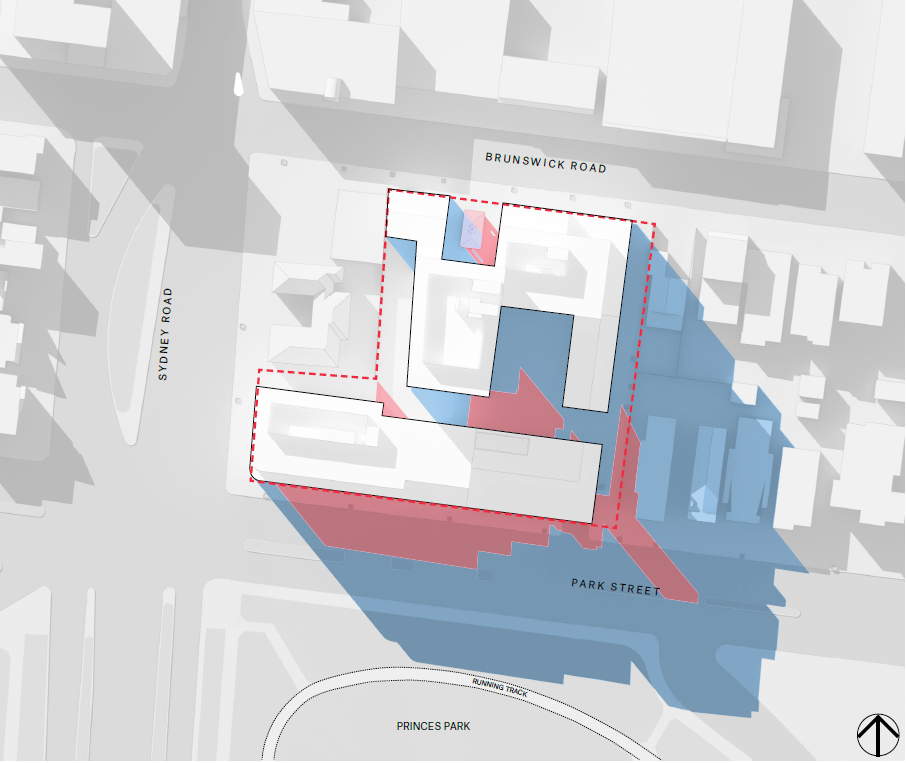 BRUNSWICK ROAD
SYDNEY ROAD
PARK STREET
RUNNING TRACK
PRINCES PARK